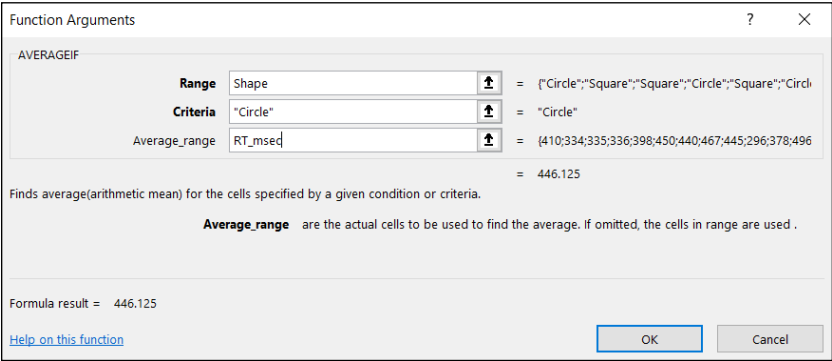 Function Arguments ? ×
AVERAGEIF
Range Shape = {"Circle";"Square";"Square";"Circle";"Square";"Circl
Criteria "Circle" = "Circle"
Average_range RT_msec = {410;334;335;336;398;450;440;467;445;296;378;496
= 446.125
Finds average(arithmetic mean) for the cells specified by a given condition or criteria.
Average_range are the actual cells to be used to find the average. If omitted, the cells in range are used .
Formula result = 446.125
Help on this function OK Cancel